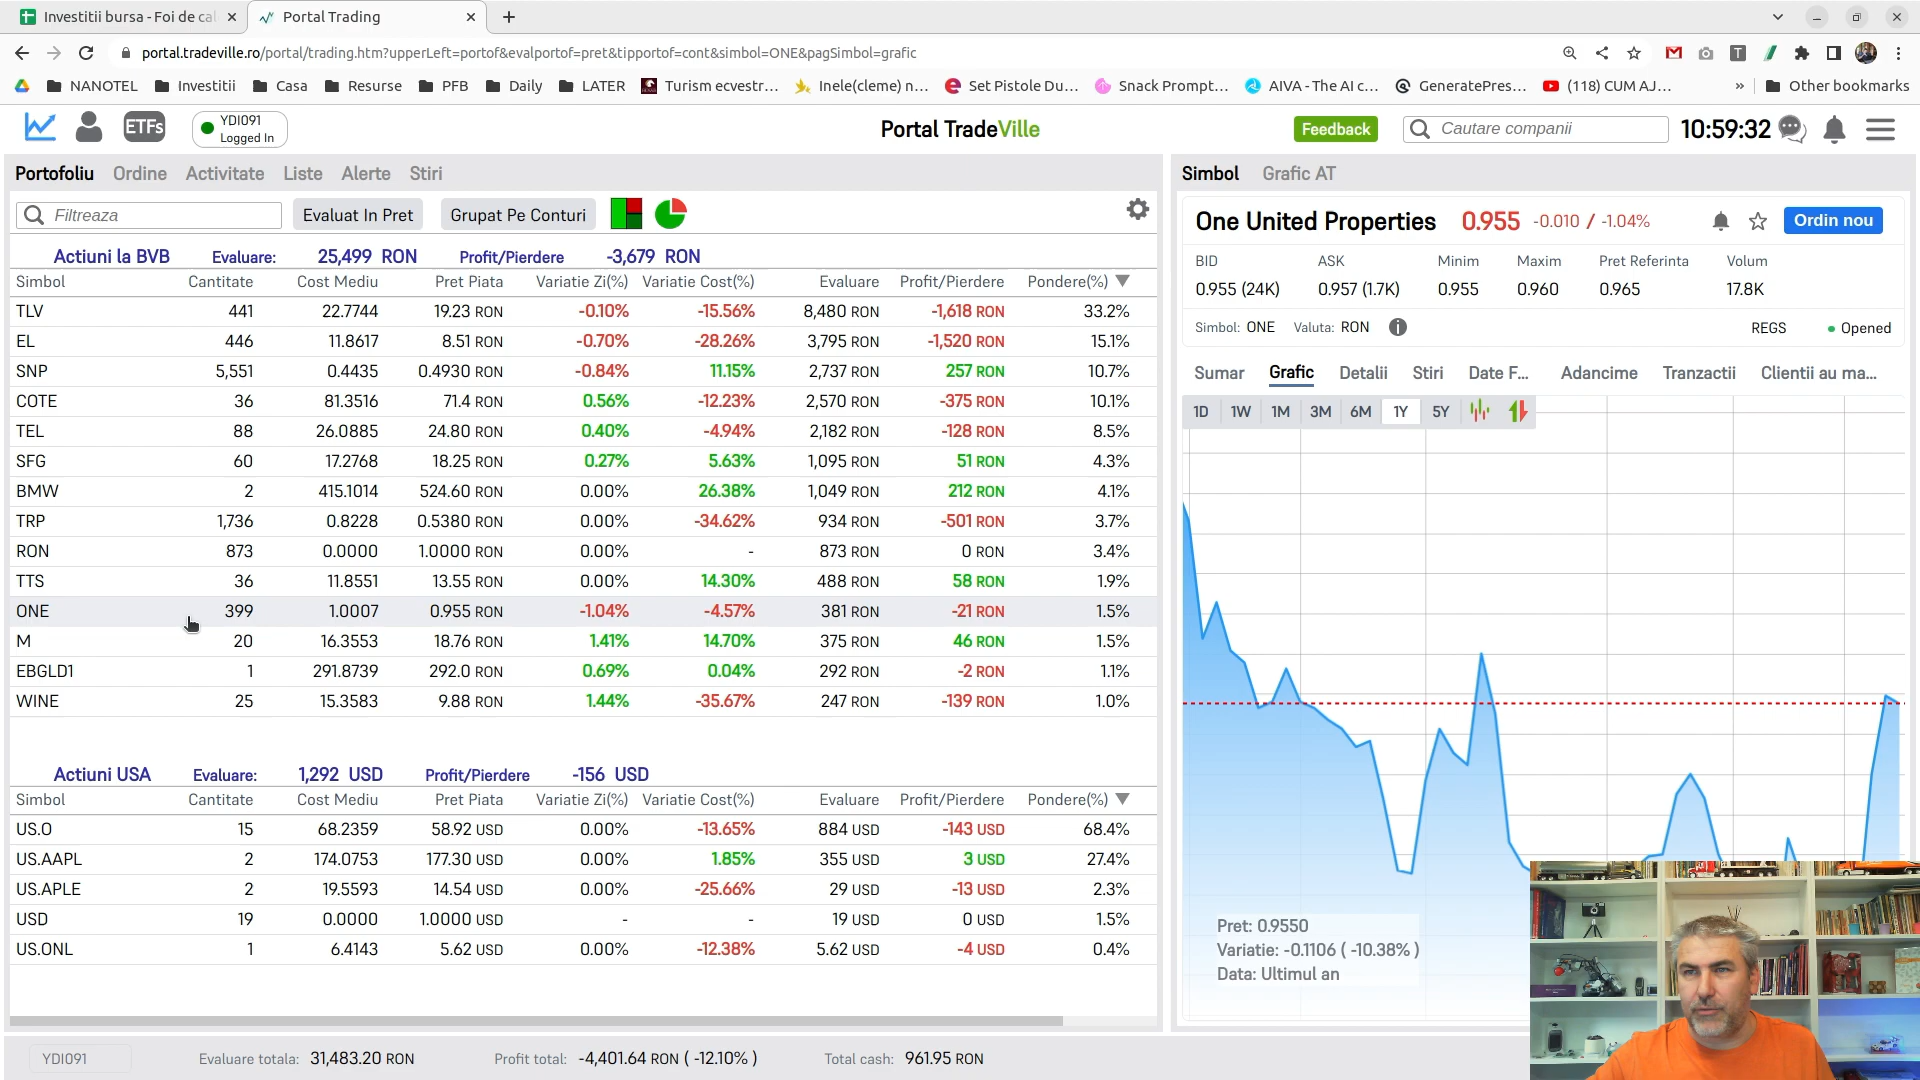 Investitii bursa - Foi de cal
Portal Trading
portal.tradeville.ro/portal/trading.htm?upperLeft=portof&evalportof=pret&tipportof=cont&simbol=ONE&pagSimbol=grafic
NANOTEL Investitii Casa Resurse PFB Daily LATER Turism ecvestr... Inele(cleme) n... Set Pistole Du... Snack Prompt... AIVA - The AI c... GeneratePres... (118) CUM AJ... » Other bookmarks
ETFs
YDI091
Logged In
Portal TradeVille
Feedback
Cautare companii
10:59:32
Portofoliu Ordine Activitate Liste Alerte Stiri
Filtreaza
Evaluat In Pret
Grupat Pe Conturi
Actiuni la BVB Evaluare: 25,499 RON Profit/Pierdere -3,679 RON
Simbol Cantitate Cost Mediu Pret Piata Variatie Zi(%) Variatie Cost(%) Evaluare Profit/Pierdere Pondere(%)
TLV 441 22.7744 19.23 RON -0.10% -15.56% 8,480 RON -1,618 RON 33.2%
EL 446 11.8617 8.51 RON -0.70% -28.26% 3,795 RON -1,520 RON 15.1%
SNP 5,551 0.4435 0.4930 RON -0.84% 11.15% 2,737 RON 257 RON 10.7%
COTE 36 81.3516 71.4 RON 0.56% -12.23% 2,570 RON -375 RON 10.1%
TEL 88 26.0885 24.80 RON 0.40% -4.94% 2,182 RON -128 RON 8.5%
SFG 60 17.2768 18.25 RON 0.27% 5.63% 1,095 RON 51 RON 4.3%
BMW 2 415.1014 524.60 RON 0.00% 26.38% 1,049 RON 212 RON 4.1%
TRP 1,736 0.8228 0.5380 RON 0.00% -34.62% 934 RON -501 RON 3.7%
RON 873 0.0000 1.0000 RON 0.00% - 873 RON 0 RON 3.4%
TTS 36 11.8551 13.55 RON 0.00% 14.30% 488 RON 58 RON 1.9%
ONE 399 1.0007 0.955 RON -1.04% -4.57% 381 RON -21 RON 1.5%
M 20 16.3553 18.76 RON 1.41% 14.70% 375 RON 46 RON 1.5%
EBGLD1 1 291.8739 292.0 RON 0.69% 0.04% 292 RON -2 RON 1.1%
WINE 25 15.3583 9.88 RON 1.44% -35.67% 247 RON -139 RON 1.0%
Actiuni USA Evaluare: 1,292 USD Profit/Pierdere -156 USD
Simbol Cantitate Cost Mediu Pret Piata Variatie Zi(%) Variatie Cost(%) Evaluare Profit/Pierdere Pondere(%)
US.O 15 68.2359 58.92 USD 0.00% -13.65% 884 USD -143 USD 68.4%
US.AAPL 2 174.0753 177.30 USD 0.00% 1.85% 355 USD 3 USD 27.4%
US.APLE 2 19.5593 14.54 USD 0.00% -25.66% 29 USD -13 USD 2.3%
USD 19 0.0000 1.0000 USD - - 19 USD 0 USD 1.5%
US.ONL 1 6.4143 5.62 USD 0.00% -12.38% 5.62 USD -4 USD 0.4%
YDI091 Evaluare totala: 31,483.20 RON Profit total: -4,401.64 RON ( -12.10% ) Total cash: 961.95 RON
Simbol Grafic AT
One United Properties 0.955 -0.010 / -1.04% Ordin nou
BID ASK Minim Maxim Pret Referinta Volum
0.955 (24K) 0.957 (1.7K) 0.955 0.960 0.965 17.8K
Simbol: ONE Valuta: RON REGS Opened
Sumar Grafic Detalii Stiri Date F... Adancime Tranzactii Clientii au ma...
1D 1W 1M 3M 6M 1Y 5Y
Pret: 0.9550
Variatie: -0.1106 ( -10.38% )
Data: Ultimul an